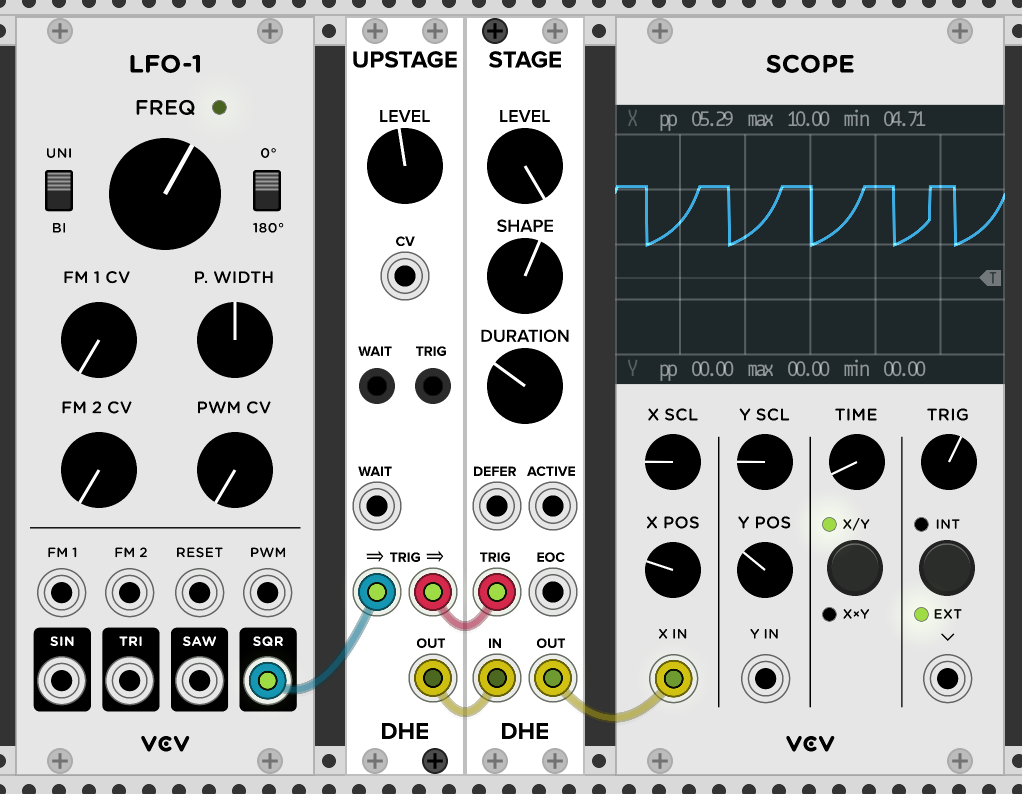 LFO-1
FREQ
UNI
0°
BI
180°
FM 1 CV
P. WIDTH
FM 2 CV
PWM CV
FM 1
FM 2
RESET
PWM
SIN
TRI
SAW
SQR
VCV
UPSTAGE
LEVEL
CV
WAIT
TRIG
WAIT
⇒ TRIG ⇒
OUT
DHE
STAGE
LEVEL
SHAPE
DURATION
DEFER
ACTIVE
TRIG
EOC
IN
OUT
DHE
SCOPE
X pp 05.29 max 10.00 min 04.71
T
Y pp 00.00 max 00.00 min 00.00
X SCL
Y SCL
TIME
TRIG
X POS
Y POS
X/Y
INT
X×Y
EXT
X IN
Y IN
VCV